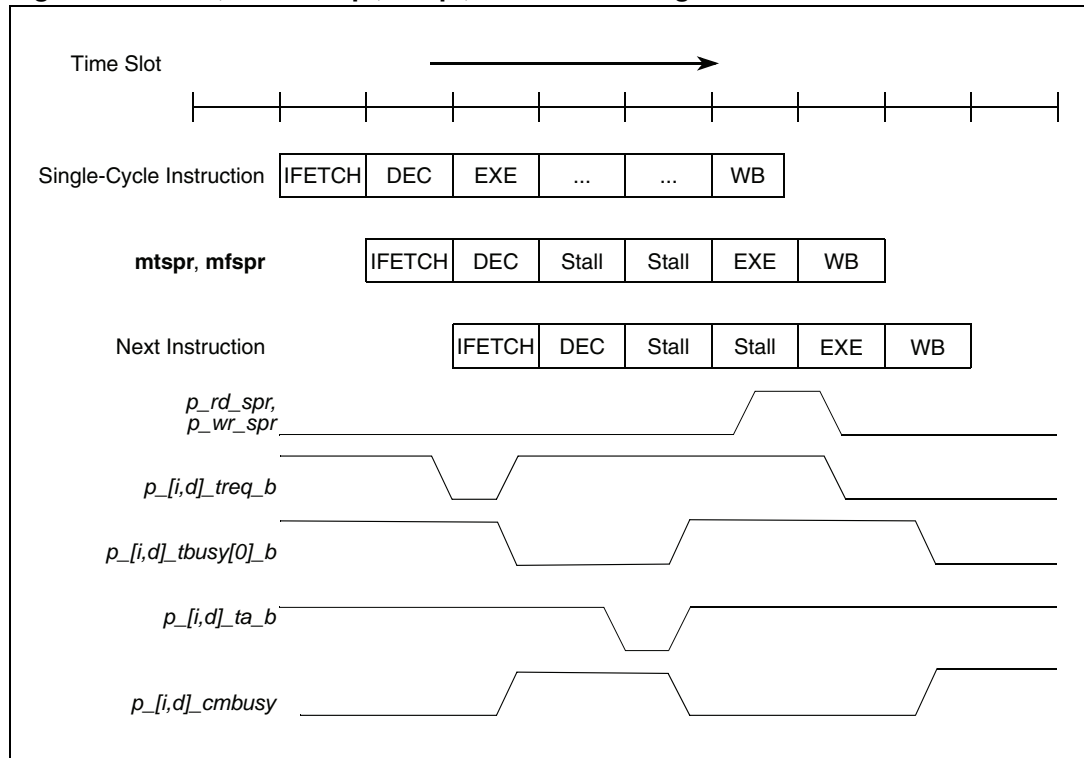 Time Slot
Single-Cycle Instruction IFETCH DEC EXE ... ... WB
mtspr, mfspr IFETCH DEC Stall Stall EXE WB
Next Instruction IFETCH DEC Stall Stall EXE WB
p_rd_spr,
p_wr_spr
p_[i,d]_treq_b
p_[i,d]_tbusy[0]_b
p_[i,d]_ta_b
p_[i,d]_cmbusy